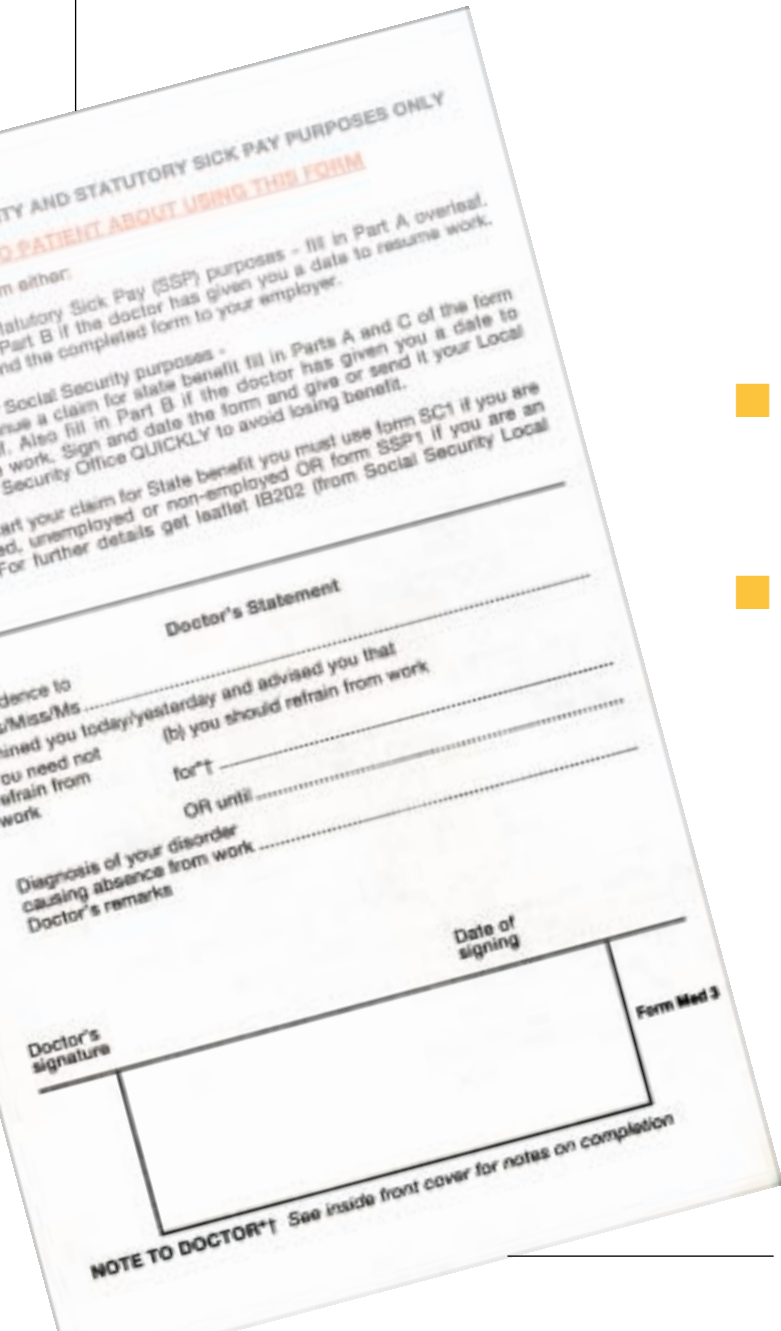 TY AND STATUTORY SICK PAY PURPOSES ONLY
O PATIENT ABOUT USING THIS FORM
m either:
tatutory Sick Pay (SSP) purposes - fill in Part A overleaf.
Part B if the doctor has given you a date to resume work.
nd the completed form to your employer.
Social Security purposes -
nue a claim for state benefit fill in Parts A and C of the form
f. Also fill in Part B if the doctor has given you a date to
work. Sign and date the form and give or send it your Local
Security Office QUICKLY to avoid losing benefit.
art your claim for State benefit you must use form SC1 if you are
ed, unemployed or non-employed OR form SSP1 if you are an
For further details get leaflet IB202 (from Social Security Local
Doctor's Statement
dence to
s/Miss/Ms
ined you today/yesterday and advised you that
ou need not
efrain from
work
(b) you should refrain from work
for*†
OR until
Diagnosis of your disorder
causing absence from work
Doctor's remarks
Date of
signing
Doctor's
signature
Form Med 3
NOTE TO DOCTOR*† See inside front cover for notes on completion